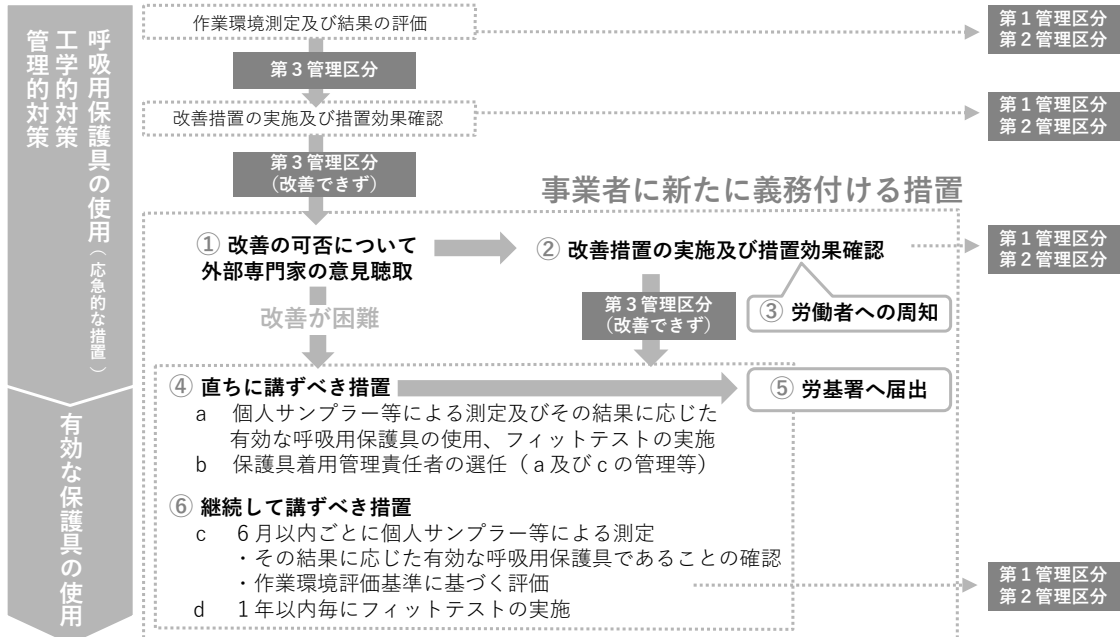 呼吸用保護具の使用（応急的な措置）
工学的対策
管理的対策
有効な保護具の使用
作業環境測定及び結果の評価
第１管理区分
第２管理区分
第３管理区分
改善措置の実施及び措置効果確認
第１管理区分
第２管理区分
第３管理区分
（改善できず）
事業者に新たに義務付ける措置
① 改善の可否について
外部専門家の意見聴取
② 改善措置の実施及び措置効果確認
第１管理区分
第２管理区分
改善が困難
第３管理区分
（改善できず）
③ 労働者への周知
④ 直ちに講ずべき措置
⑤ 労基署へ届出
a 個人サンプラー等による測定及びその結果に応じた
有効な呼吸用保護具の使用、フィットテストの実施
b 保護具着用管理責任者の選任（a及びcの管理等）
⑥ 継続して講ずべき措置
c ６月以内ごとに個人サンプラー等による測定
・その結果に応じた有効な呼吸用保護具であることの確認
・作業環境評価基準に基づく評価
第１管理区分
第２管理区分
d １年以内毎にフィットテストの実施